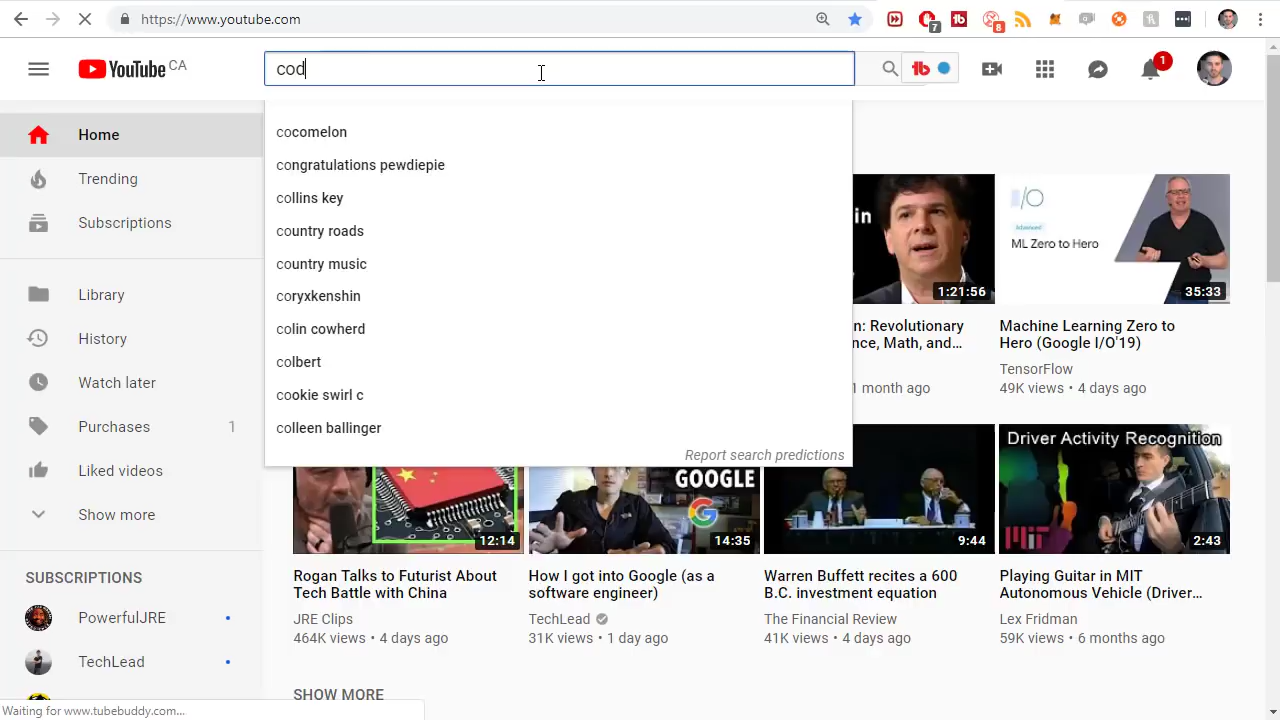 https://www.youtube.com
7
8
YouTube CA
cod
1
Home
Trending
Subscriptions
Library
History
Watch later
Purchases 1
Liked videos
Show more
SUBSCRIPTIONS
PowerfulJRE
TechLead
cocomelon
congratulations pewdiepie
collins key
country roads
country music
coryxkenshin
colin cowherd
colbert
cookie swirl c
colleen ballinger
Report search predictions
in
1:21:56
n: Revolutionary
nce, Math, and...
1 month ago
I/O
ML Zero to Hero
35:33
Machine Learning Zero to
Hero (Google I/O'19)
TensorFlow
49K views • 4 days ago
12:14
Rogan Talks to Futurist About
Tech Battle with China
JRE Clips
464K views • 4 days ago
GOOGLE
14:35
How I got into Google (as a
software engineer)
TechLead
31K views • 1 day ago
9:44
Warren Buffett recites a 600
B.C. investment equation
The Financial Review
41K views • 4 days ago
Driver Activity Recognition
MIT
2:43
Playing Guitar in MIT
Autonomous Vehicle (Driver...
Lex Fridman
59K views • 6 months ago
SHOW MORE
Waiting for www.tubebuddy.com...